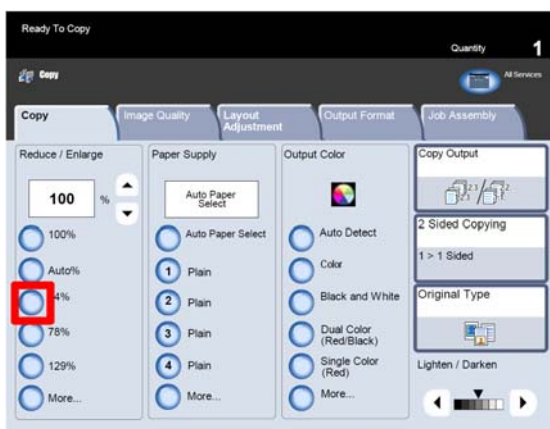 Ready To Copy
Quantity 1
Copy
All Services
Copy
Image Quality
Layout
Adjustment
Output Format
Job Assembly
Reduce / Enlarge
100 %
100%
Auto%
4%
78%
129%
More...
Paper Supply
Auto Paper
Select
Auto Paper Select
1 Plain
2 Plain
3 Plain
4 Plain
More...
Output Color
Auto Detect
Color
Black and White
Dual Color
(Red/Black)
Single Color
(Red)
More...
Copy Output
2 Sided Copying
1 > 1 Sided
Original Type
Lighten / Darken